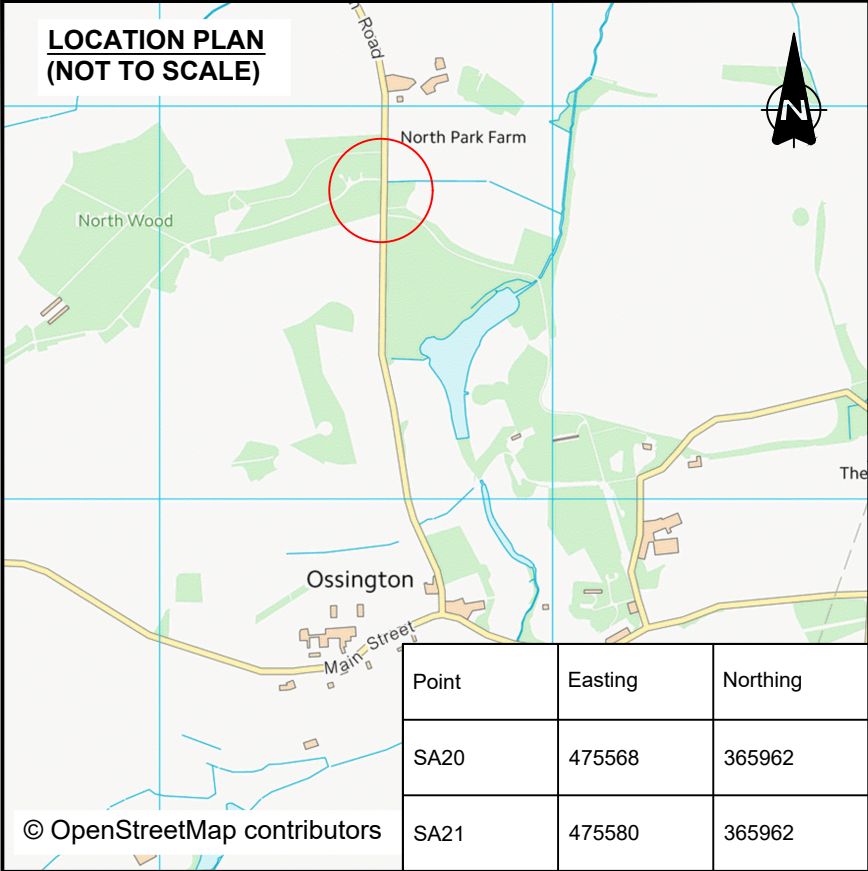 LOCATION PLAN
(NOT TO SCALE)
Road
N
North Park Farm
North Wood
The
Ossington
Main Street
Point Easting Northing
SA20 475568 365962
SA21 475580 365962
© OpenStreetMap contributors